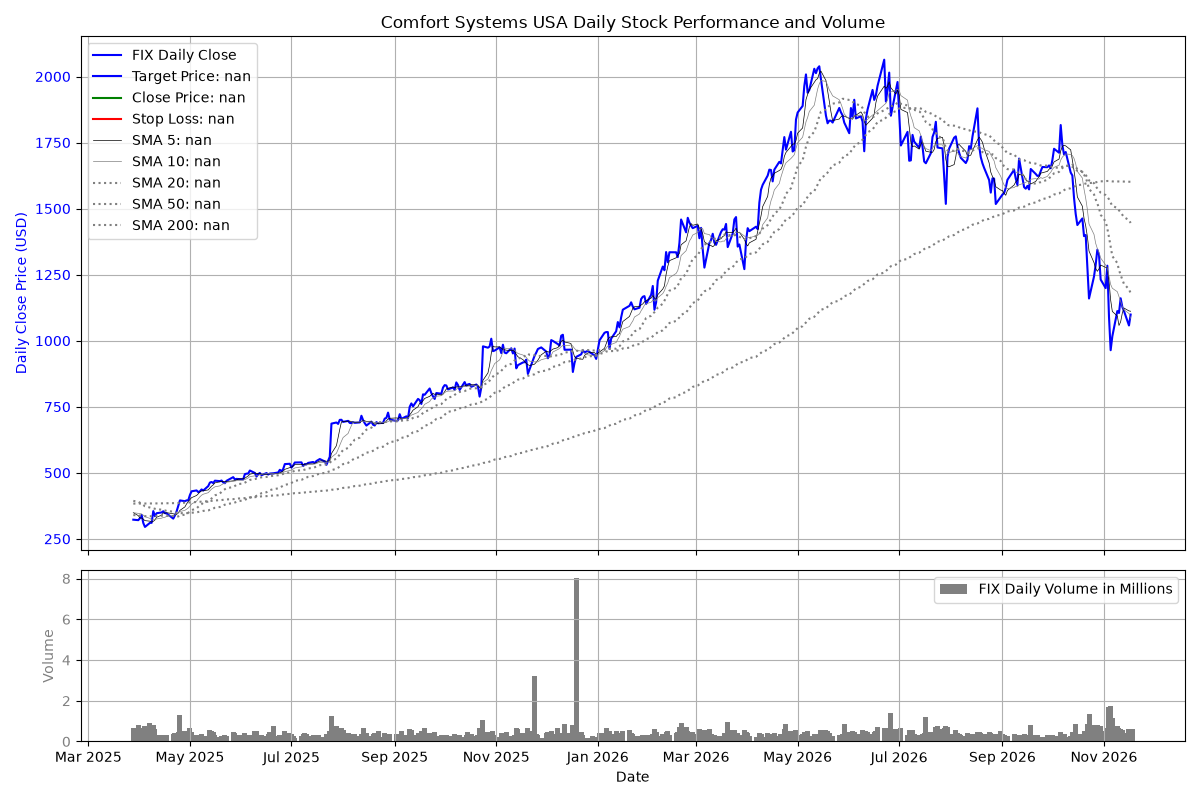 Comfort Systems USA Daily Stock Performance and Volume
FIX Daily Close
Target Price: nan
Close Price: nan
Stop Loss: nan
SMA 5: nan
SMA 10: nan
SMA 20: nan
SMA 50: nan
SMA 200: nan
Daily Close Price (USD)
2000
1750
1500
1250
1000
750
500
250
FIX Daily Volume in Millions
Volume
8
6
4
2
0
Mar 2025 May 2025 Jul 2025 Sep 2025 Nov 2025 Jan 2026 Mar 2026 May 2026 Jul 2026 Sep 2026 Nov 2026
Date